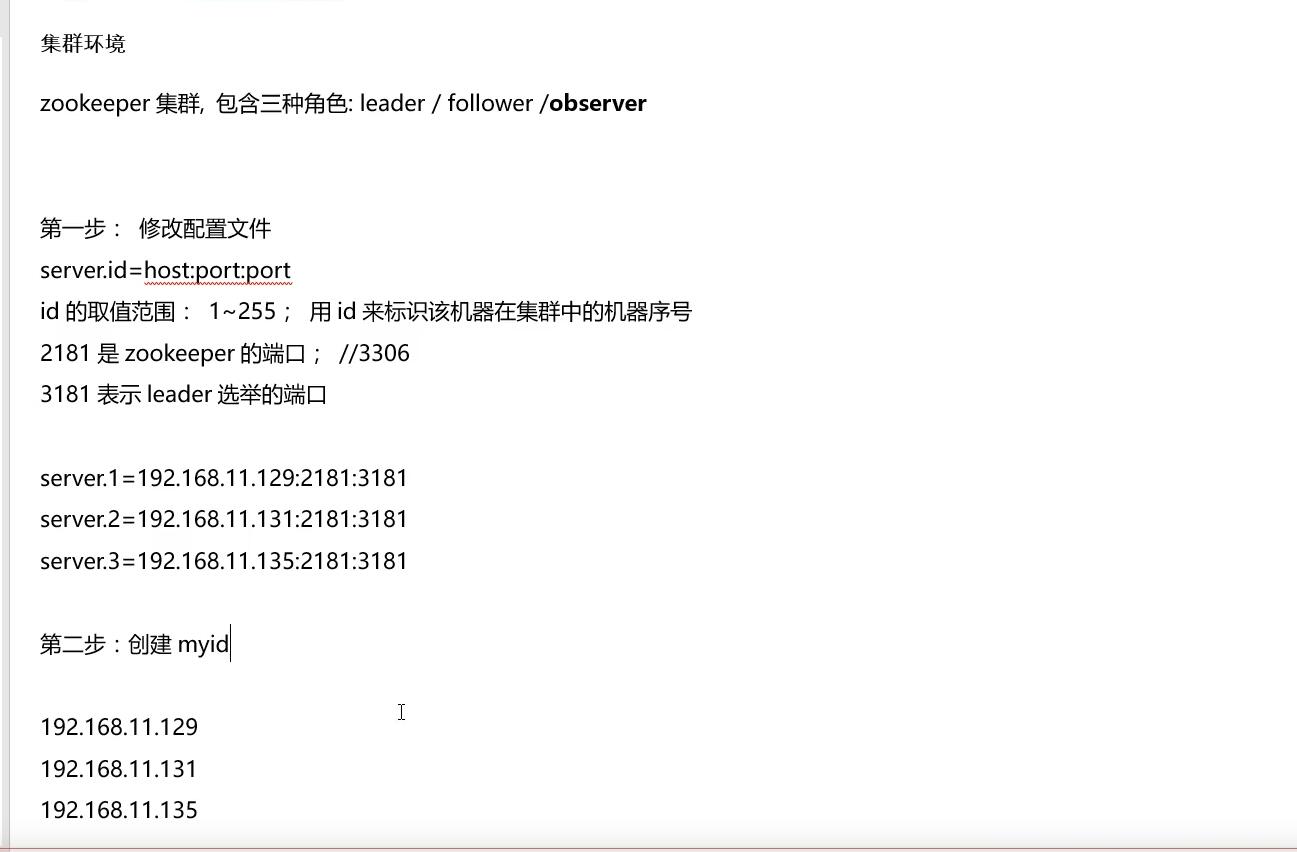 集群环境
zookeeper 集群, 包含三种角色: leader / follower /observer
第一步： 修改配置文件
server.id=host:port:port
id 的取值范围： 1~255； 用 id 来标识该机器在集群中的机器序号
2181 是 zookeeper 的端口； //3306
3181 表示 leader 选举的端口
server.1=192.168.11.129:2181:3181
server.2=192.168.11.131:2181:3181
server.3=192.168.11.135:2181:3181
第二步：创建 myid
192.168.11.129
192.168.11.131
192.168.11.135